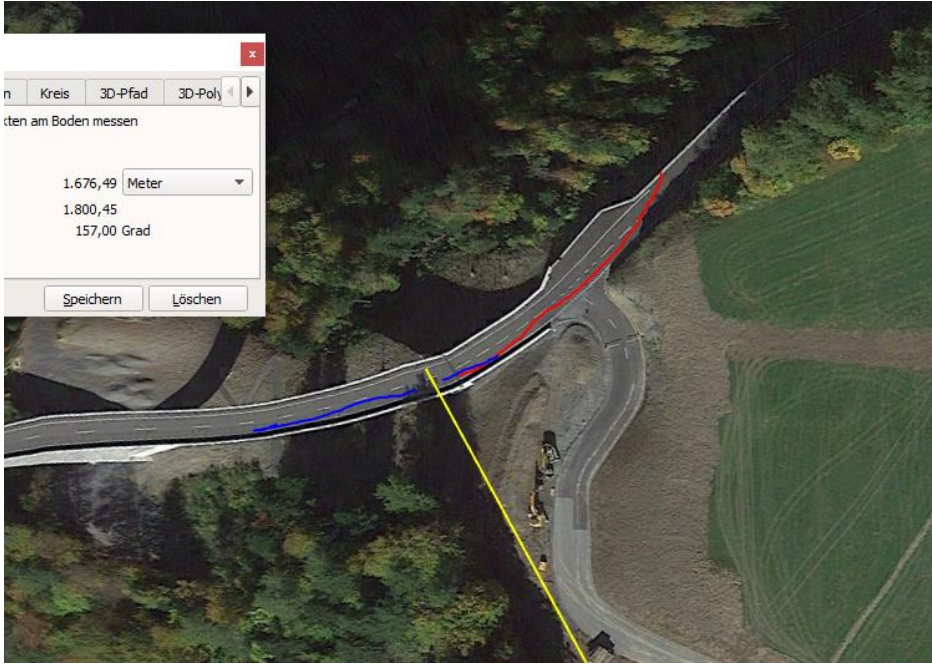 x
n Kreis 3D-Pfad 3D-Poly
kten am Boden messen
1.676,49 Meter
1.800,45
157,00 Grad
Speichern Löschen